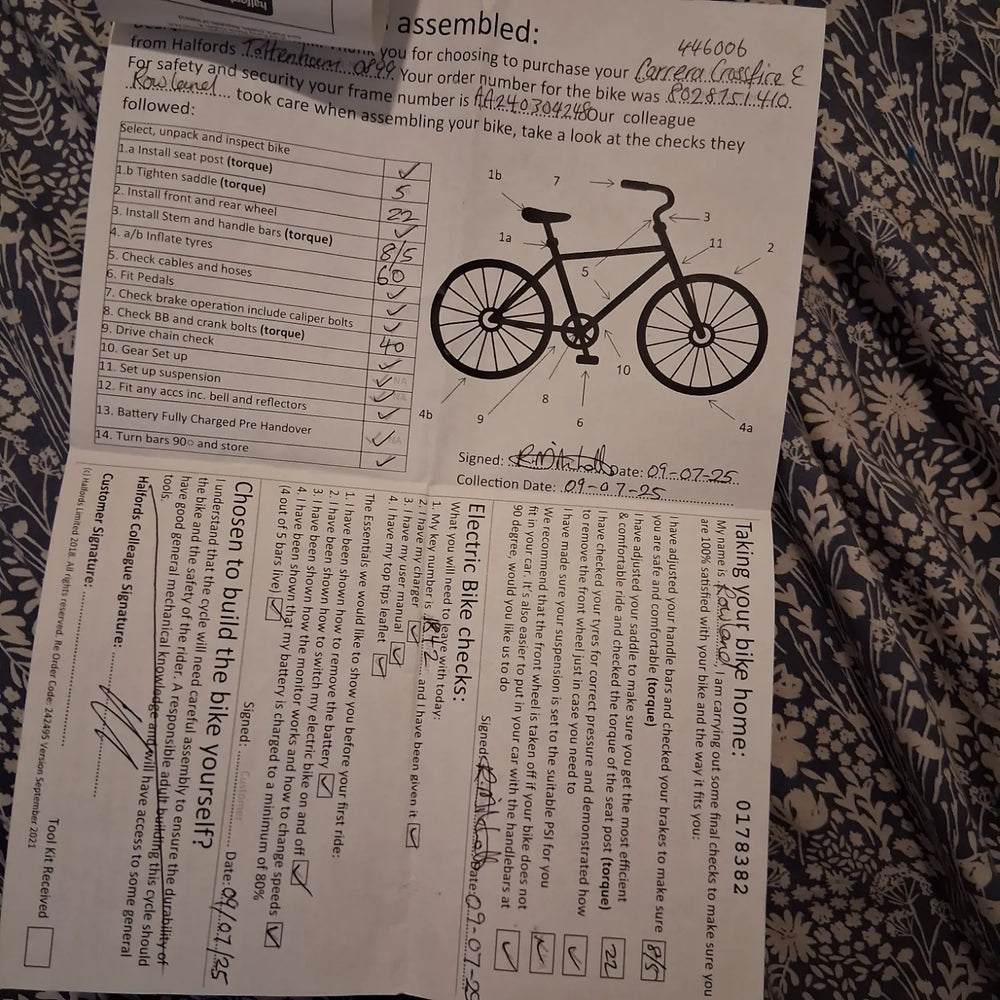 halfords
assembled:
you for choosing to purchase your Carrera Crossfire E
446006
from Halfords Tottenham 0899 Your order number for the bike was 8028751410.
For safety and security your frame number is AA240304248 Our colleague
Rowland ... took care when assembling your bike, take a look at the checks they
followed:
Select, unpack and inspect bike ✓
1.a Install seat post (torque) 5
1.b Tighten saddle (torque) 22
2. Install front and rear wheel ✓
3. Install Stem and handle bars (torque) 8/5
4. a/b Inflate tyres 60
5. Check cables and hoses ✓
6. Fit Pedals ✓
7. Check brake operation include caliper bolts ✓
8. Check BB and crank bolts (torque) 40
9. Drive chain check ✓
10. Gear Set up ✓ NA
11. Set up suspension ✓ NA
12. Fit any accs inc. bell and reflectors ✓
13. Battery Fully Charged Pre Handover ✓ NA
14. Turn bars 90○ and store ✓
1b
7
3
1a
11
2
5
10
4b
8
9
6
4a
Signed: Date: 09-07-25
Collection Date: 09-07-25
Taking your bike home: 0178382
My name is Rowland, I am carrying out some final checks to make sure you
are 100% satisfied with your bike and the way it fits you:
I have adjusted your handle bars and checked your brakes to make sure
you are safe and comfortable (torque) 8/5
I have adjusted your saddle to make sure you get the most efficient
& comfortable ride and checked the torque of the seat post (torque) 22
I have checked your tyres for correct pressure and demonstrated how
to remove the front wheel just in case you need to ✓
I have made sure your suspension is set to the suitable PSI for you
We recommend that the front wheel is taken off if your bike does not
fit in your car. It's also easier to put in your car with the handlebars at
90 degree, would you like us to do ✓
Signed: Date: 09-07-25
Electric Bike checks:
What you will need to leave with today:
1. My key number is and I have been given it ✓
2. I have my charger ✓
3. I have my user manual ✓
4. I have my top tips leaflet ✓
The Essentials we would like to show you before your first ride:
1. I have been shown how to remove the battery ✓
2. I have been shown how to switch my electric bike on and off ✓
3. I have been shown how the monitor works and how to change speeds ✓
4. I have been shown that my battery is charged to a minimum of 80%
(4 out of 5 bars live) ✓
Signed: Customer Date: 09/07/25
Chosen to build the bike yourself?
I understand that the cycle will need careful assembly to ensure the durability of
the bike and the safety of the rider. A responsible adult building this cycle should
have good general mechanical knowledge and will have access to some general
tools.
Halfords Colleague Signature:
Customer Signature:
Tool Kit Received
(c) Halfords Limited 2018. All rights reserved. Re Order Code: 242495 Version September 2021